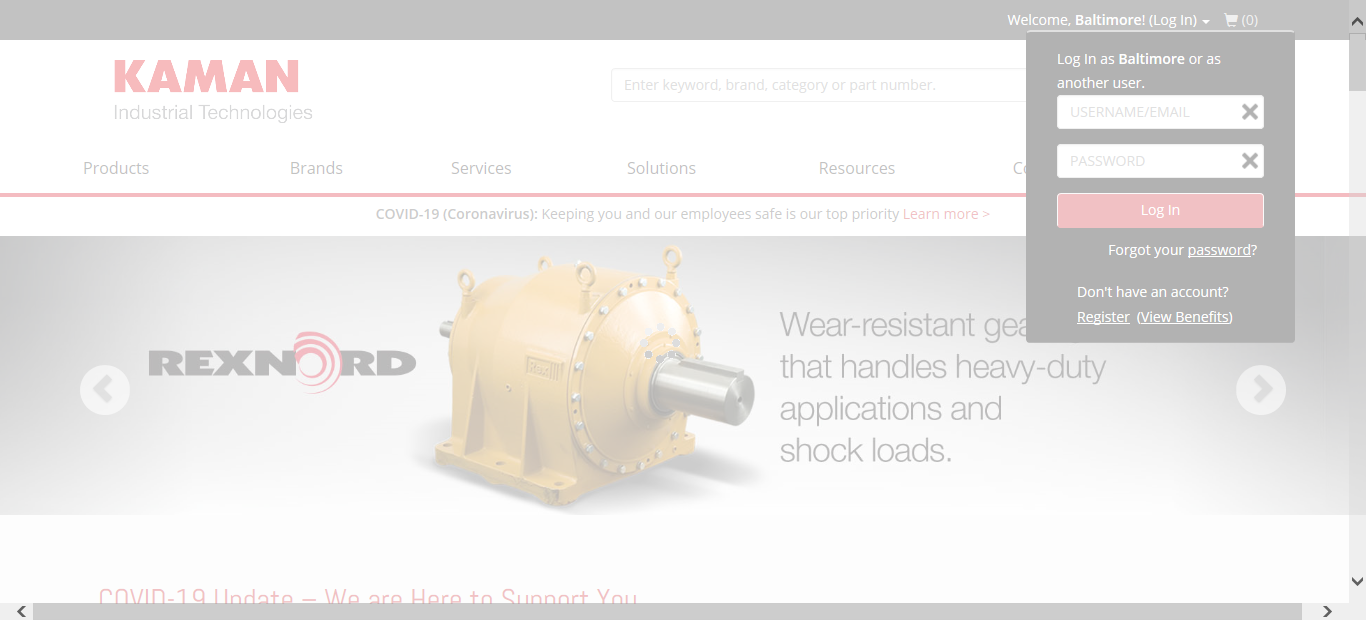 Welcome, Baltimore! (Log In) (0)
KAMAN
Industrial Technologies
Enter keyword, brand, category or part number.
Log In as Baltimore or as
another user.
USERNAME/EMAIL
PASSWORD
Log In
Forgot your password?
Don't have an account?
Register (View Benefits)
Products Brands Services Solutions Resources
COVID-19 (Coronavirus): Keeping you and our employees safe is our top priority Learn more >
REXNORD
Wear-resistant
that handles heavy-duty
applications and
shock loads.
COVID-19 Update – We are Here to Support You